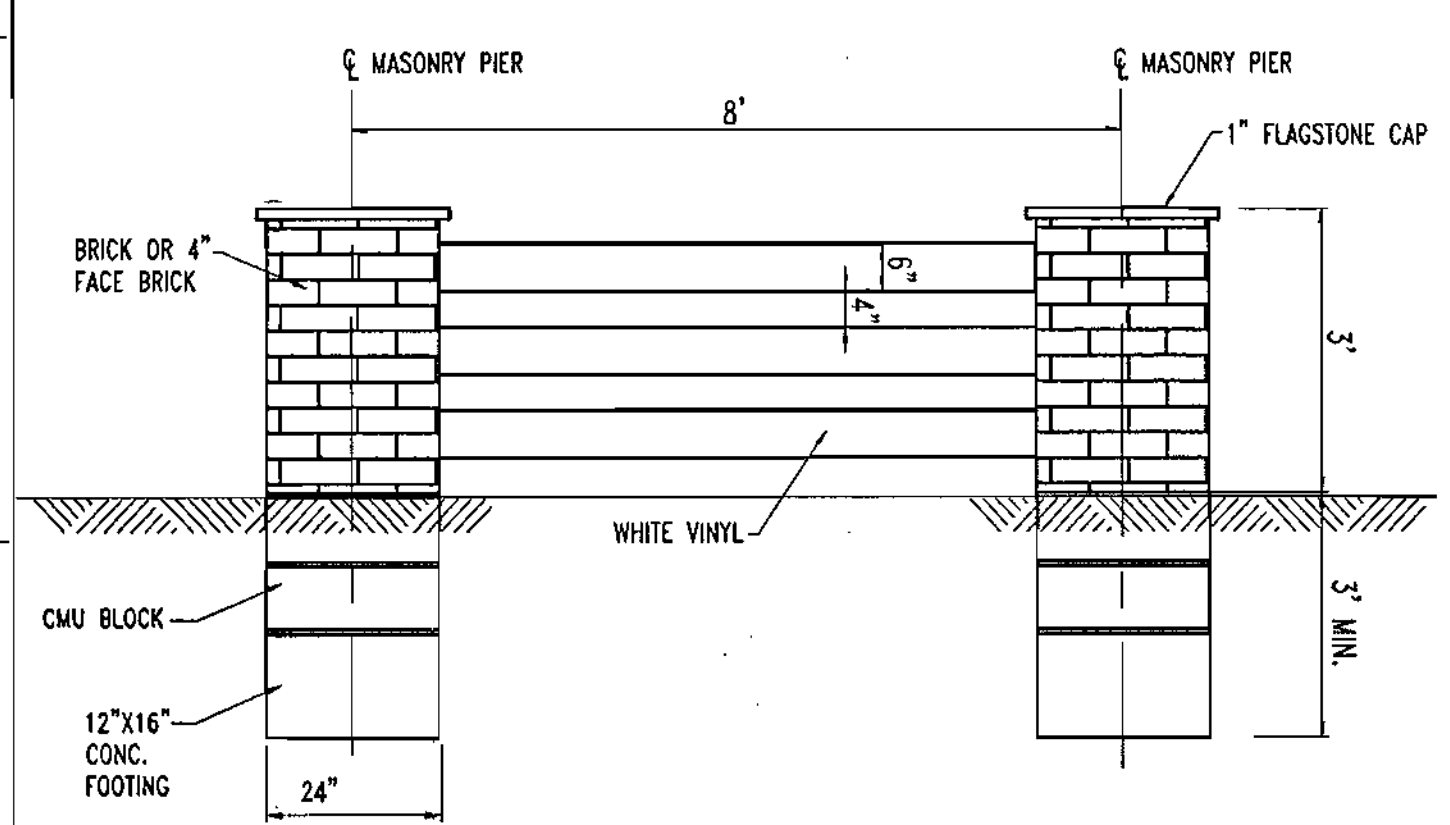 ℄ MASONRY PIER
℄ MASONRY PIER
8'
1" FLAGSTONE CAP
BRICK OR 4"
FACE BRICK
6"
4"
3'
WHITE VINYL
CMU BLOCK
3' MIN.
12"X16"
CONC.
FOOTING
24"